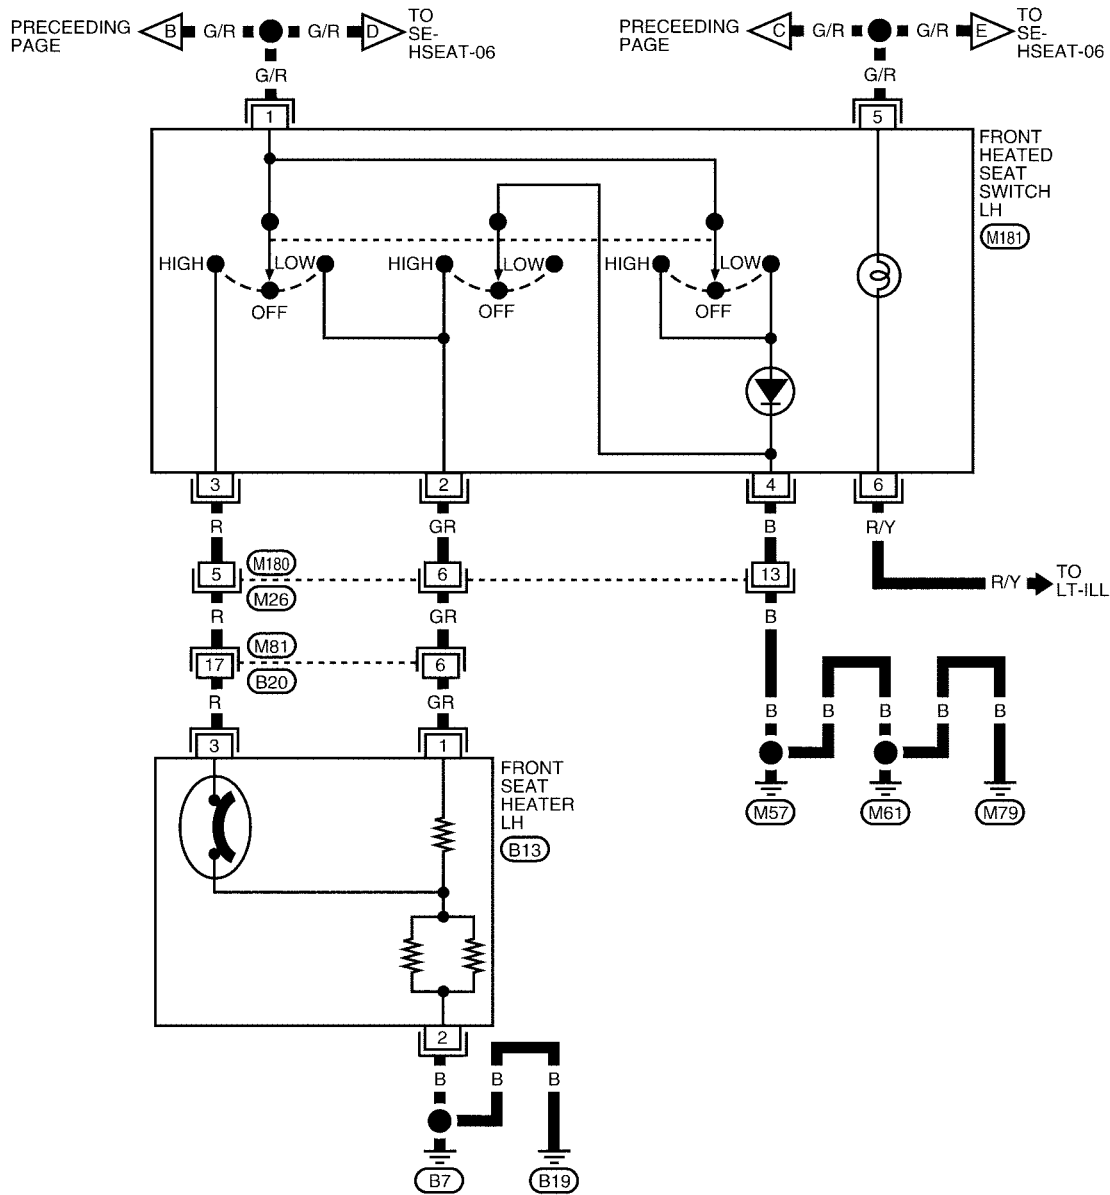 PRECEEDING
PAGE
B
G/R
G/R
D
TO
SE-
HSEAT-06
PRECEEDING
PAGE
C
G/R
G/R
E
TO
SE-
HSEAT-06
G/R
G/R
1
5
FRONT
HEATED
SEAT
SWITCH
LH
M181
HIGH
LOW
OFF
HIGH
LOW
OFF
HIGH
LOW
OFF
3
2
4
6
R
GR
B
R/Y
5
M180
M26
6
13
R/Y
TO
LT-ILL
R
GR
B
17
M81
B20
6
R
GR
B
B
B
B
B
3
1
FRONT
SEAT
HEATER
LH
B13
M57
M61
M79
2
B
B
B
B7
B19